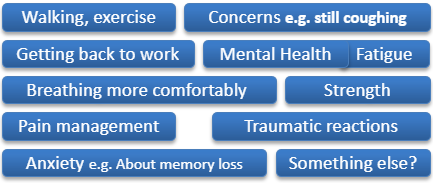 Walking, exercise Concerns e.g. still coughing
Getting back to work Mental Health Fatigue
Breathing more comfortably Strength
Pain management Traumatic reactions
Anxiety e.g. About memory loss Something else?